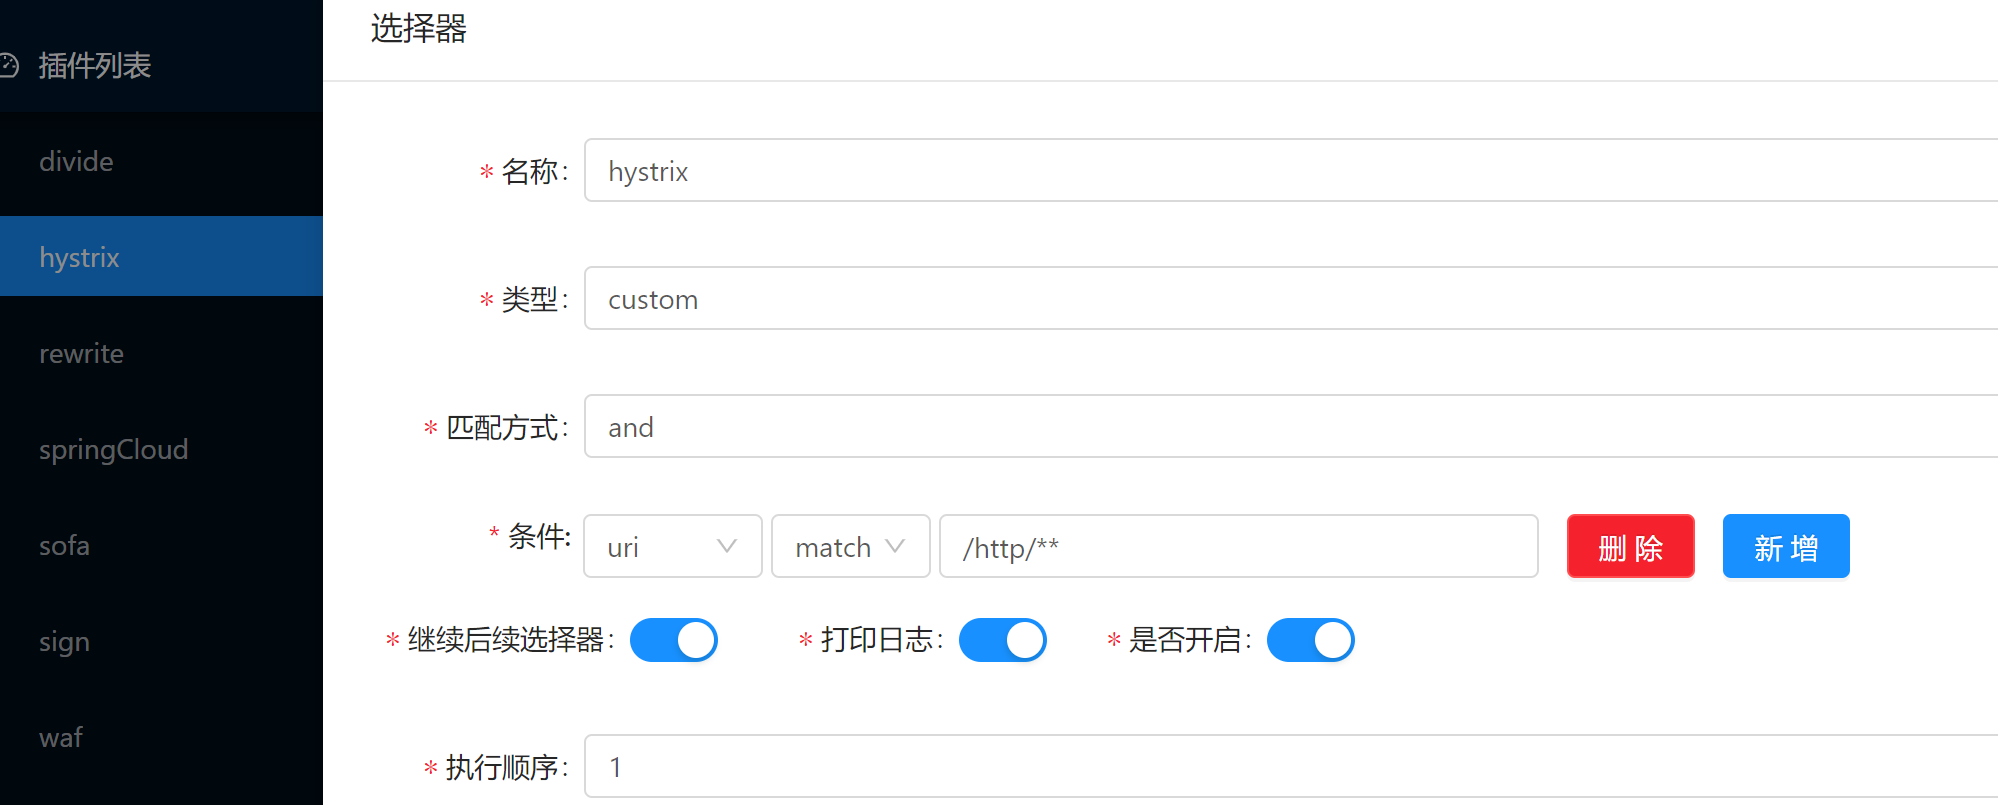 插件列表
divide
hystrix
rewrite
springCloud
sofa
sign
waf
选择器
* 名称: hystrix
* 类型: custom
* 匹配方式: and
* 条件: uri match /http/** 删 除 新 增
* 继续后续选择器: * 打印日志: * 是否开启:
* 执行顺序: 1